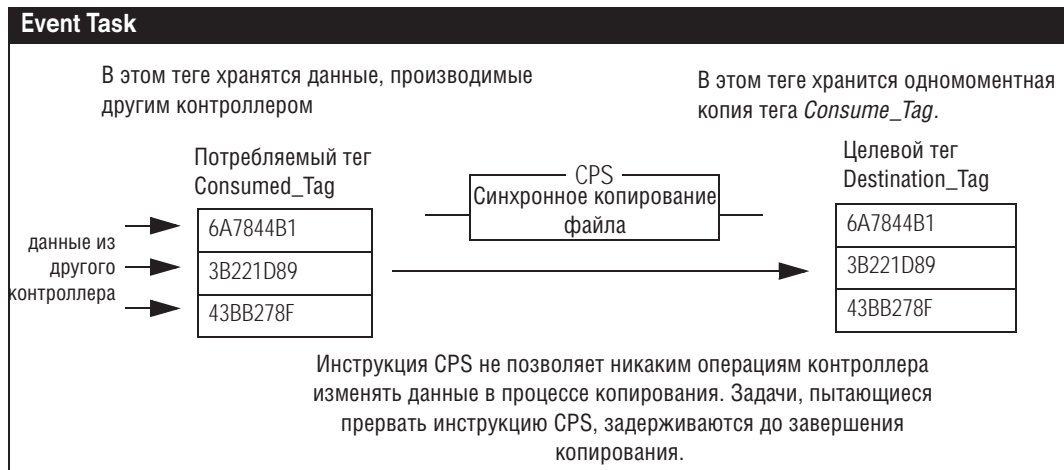 Event Task
В этом теге хранятся данные, производимые
другим контроллером
В этом теге хранится одномоментная
копия тега Consume_Tag.
Потребляемый тег
Consumed_Tag
Целевой тег
Destination_Tag
данные из
другого
контроллера
6A7844B1
3B221D89
43BB278F
CPS
Синхронное копирование
файла
6A7844B1
3B221D89
43BB278F
Инструкция CPS не позволяет никаким операциям контроллера
изменять данные в процессе копирования. Задачи, пытающиеся
прервать инструкцию CPS, задерживаются до завершения
копирования.